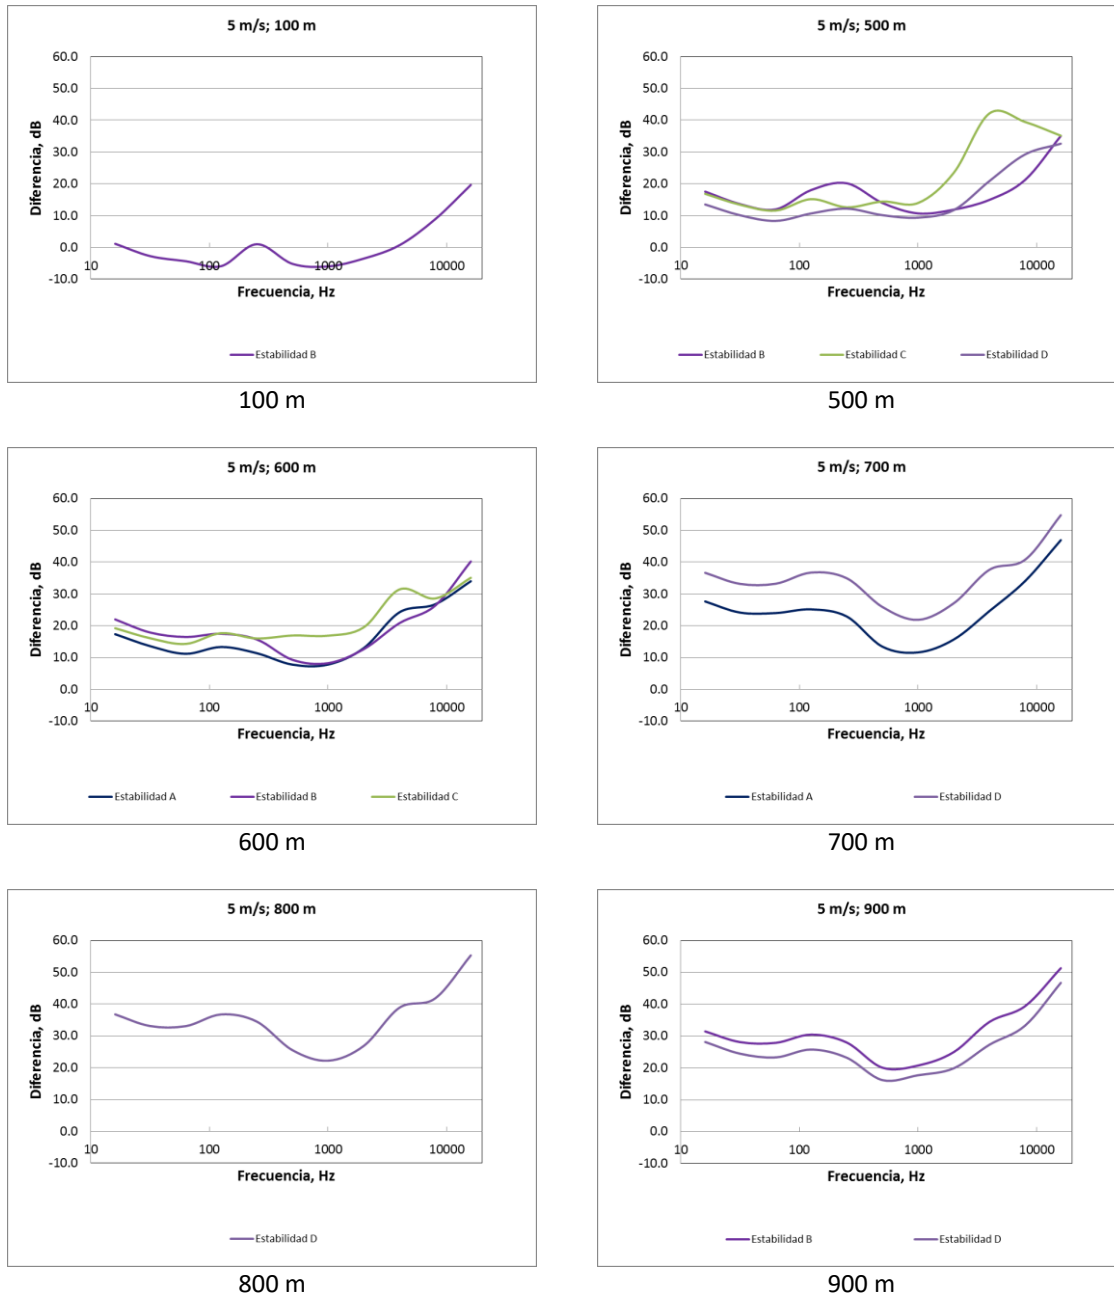 5 m/s; 100 m
60.0
50.0
40.0
30.0
20.0
10.0
0.0
-10.0
10 100 1000 10000
Diferencia, dB
Frecuencia, Hz
Estabilidad B
100 m
5 m/s; 500 m
60.0
50.0
40.0
30.0
20.0
10.0
0.0
-10.0
10 100 1000 10000
Diferencia, dB
Frecuencia, Hz
Estabilidad B Estabilidad C Estabilidad D
500 m
5 m/s; 600 m
60.0
50.0
40.0
30.0
20.0
10.0
0.0
-10.0
10 100 1000 10000
Diferencia, dB
Frecuencia, Hz
Estabilidad A Estabilidad B Estabilidad C
600 m
5 m/s; 700 m
60.0
50.0
40.0
30.0
20.0
10.0
0.0
-10.0
10 100 1000 10000
Diferencia, dB
Frecuencia, Hz
Estabilidad A Estabilidad D
700 m
5 m/s; 800 m
60.0
50.0
40.0
30.0
20.0
10.0
0.0
-10.0
10 100 1000 10000
Diferencia, dB
Frecuencia, Hz
Estabilidad D
800 m
5 m/s; 900 m
60.0
50.0
40.0
30.0
20.0
10.0
0.0
-10.0
10 100 1000 10000
Diferencia, dB
Frecuencia, Hz
Estabilidad B Estabilidad D
900 m